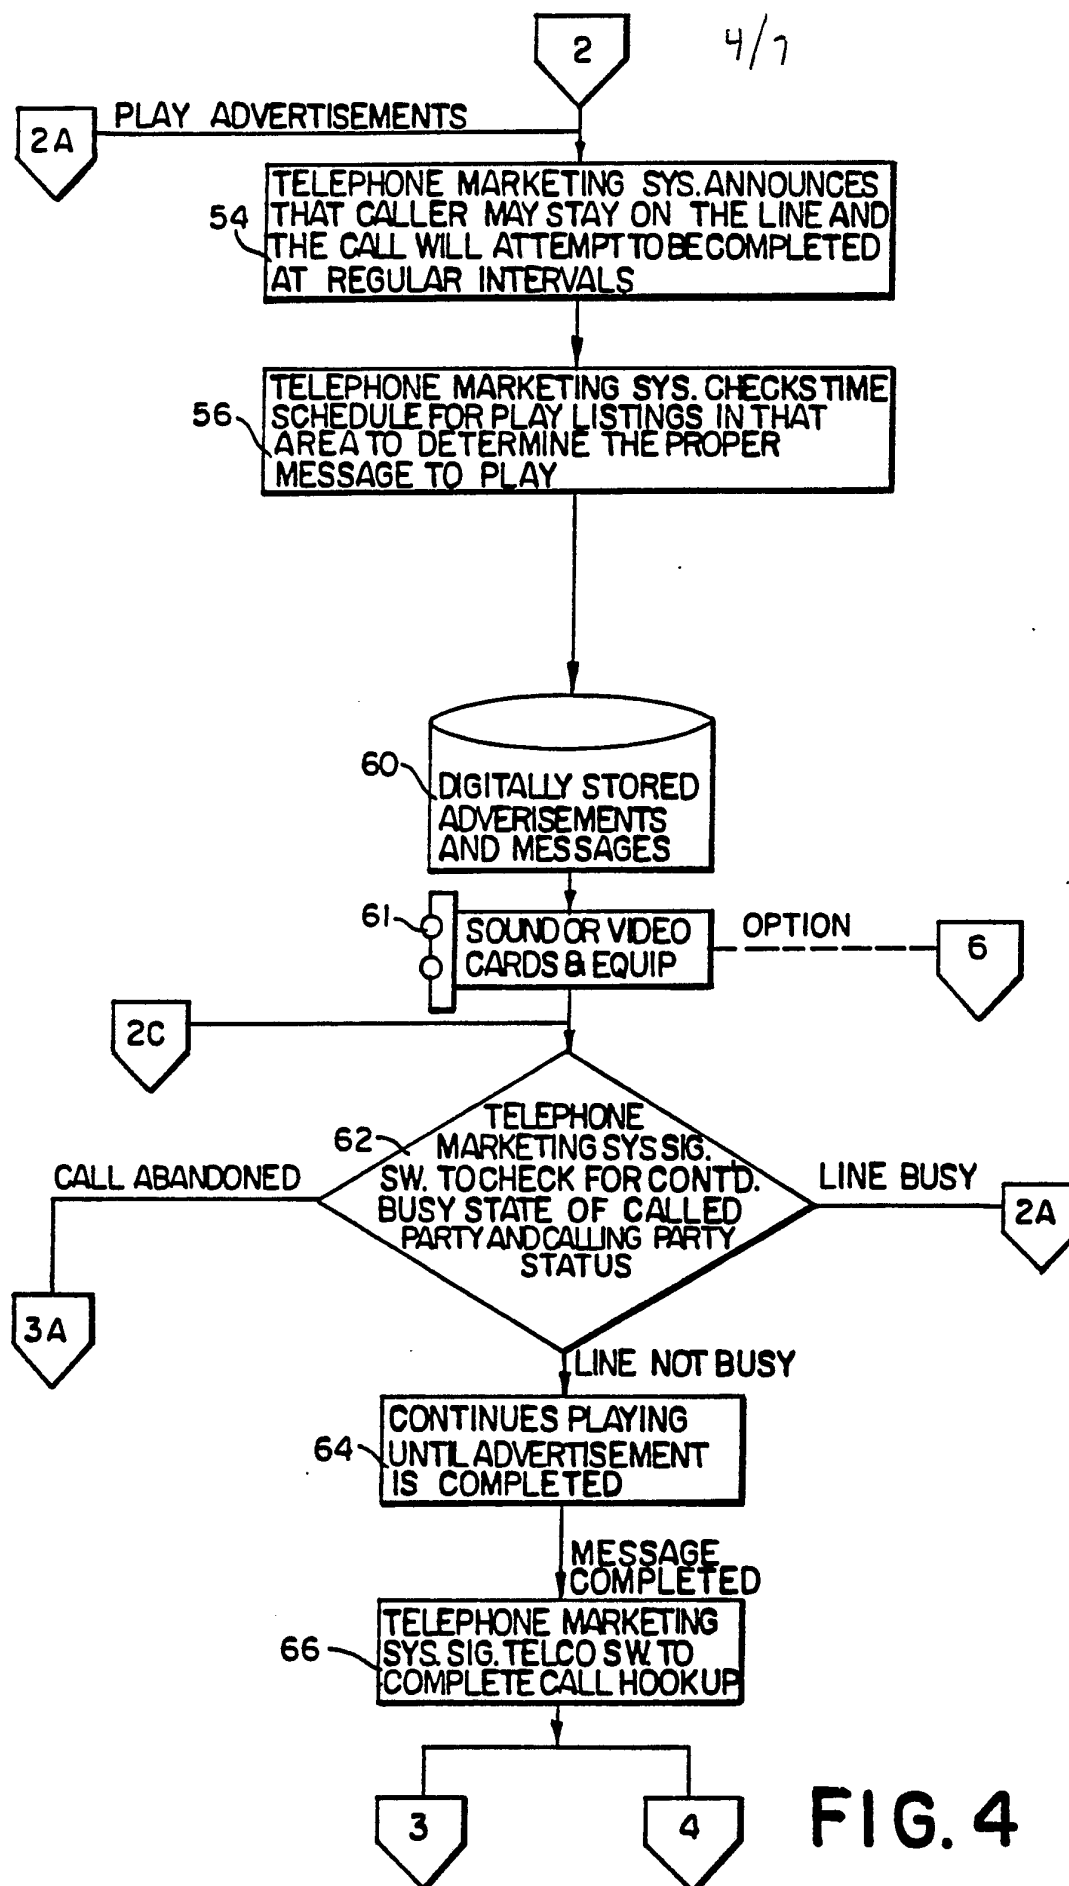 2
4/7
2A
PLAY ADVERTISEMENTS
54
TELEPHONE MARKETING SYS. ANNOUNCES
THAT CALLER MAY STAY ON THE LINE AND
THE CALL WILL ATTEMPT TO BE COMPLETED
AT REGULAR INTERVALS
56
TELEPHONE MARKETING SYS. CHECKS TIME
SCHEDULE FOR PLAY LISTINGS IN THAT
AREA TO DETERMINE THE PROPER
MESSAGE TO PLAY
60
DIGITALLY STORED
ADVERISEMENTS
AND MESSAGES
61
SOUND OR VIDEO
CARDS & EQUIP
OPTION
6
2C
62
TELEPHONE
MARKETING SYS SIG.
SW. TO CHECK FOR CONT'D.
BUSY STATE OF CALLED
PARTY AND CALLING PARTY
STATUS
CALL ABANDONED
3A
LINE BUSY
2A
LINE NOT BUSY
64
CONTINUES PLAYING
UNTIL ADVERTISEMENT
IS COMPLETED
MESSAGE
COMPLETED
66
TELEPHONE MARKETING
SYS. SIG. TELCO SW. TO
COMPLETE CALL HOOKUP
3
4
FIG. 4